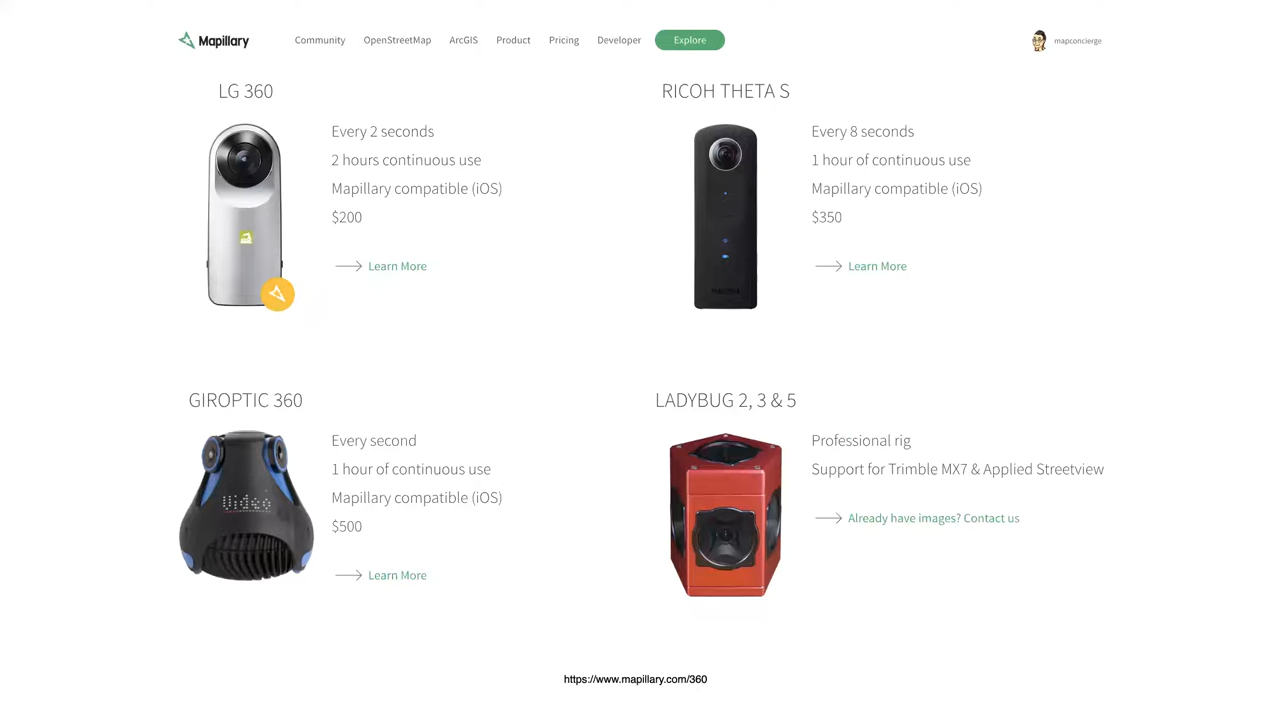 Mapillary
Community
OpenStreetMap
ArcGIS
Product
Pricing
Developer
Explore
mapconcierge
LG 360
Every 2 seconds
2 hours continuous use
Mapillary compatible (iOS)
$200
Learn More
RICOH THETA S
Every 8 seconds
1 hour of continuous use
Mapillary compatible (iOS)
$350
Learn More
GIROPTIC 360
Video
Every second
1 hour of continuous use
Mapillary compatible (iOS)
$500
Learn More
LADYBUG 2, 3 & 5
Professional rig
Support for Trimble MX7 & Applied Streetview
Already have images? Contact us
https://www.mapillary.com/360